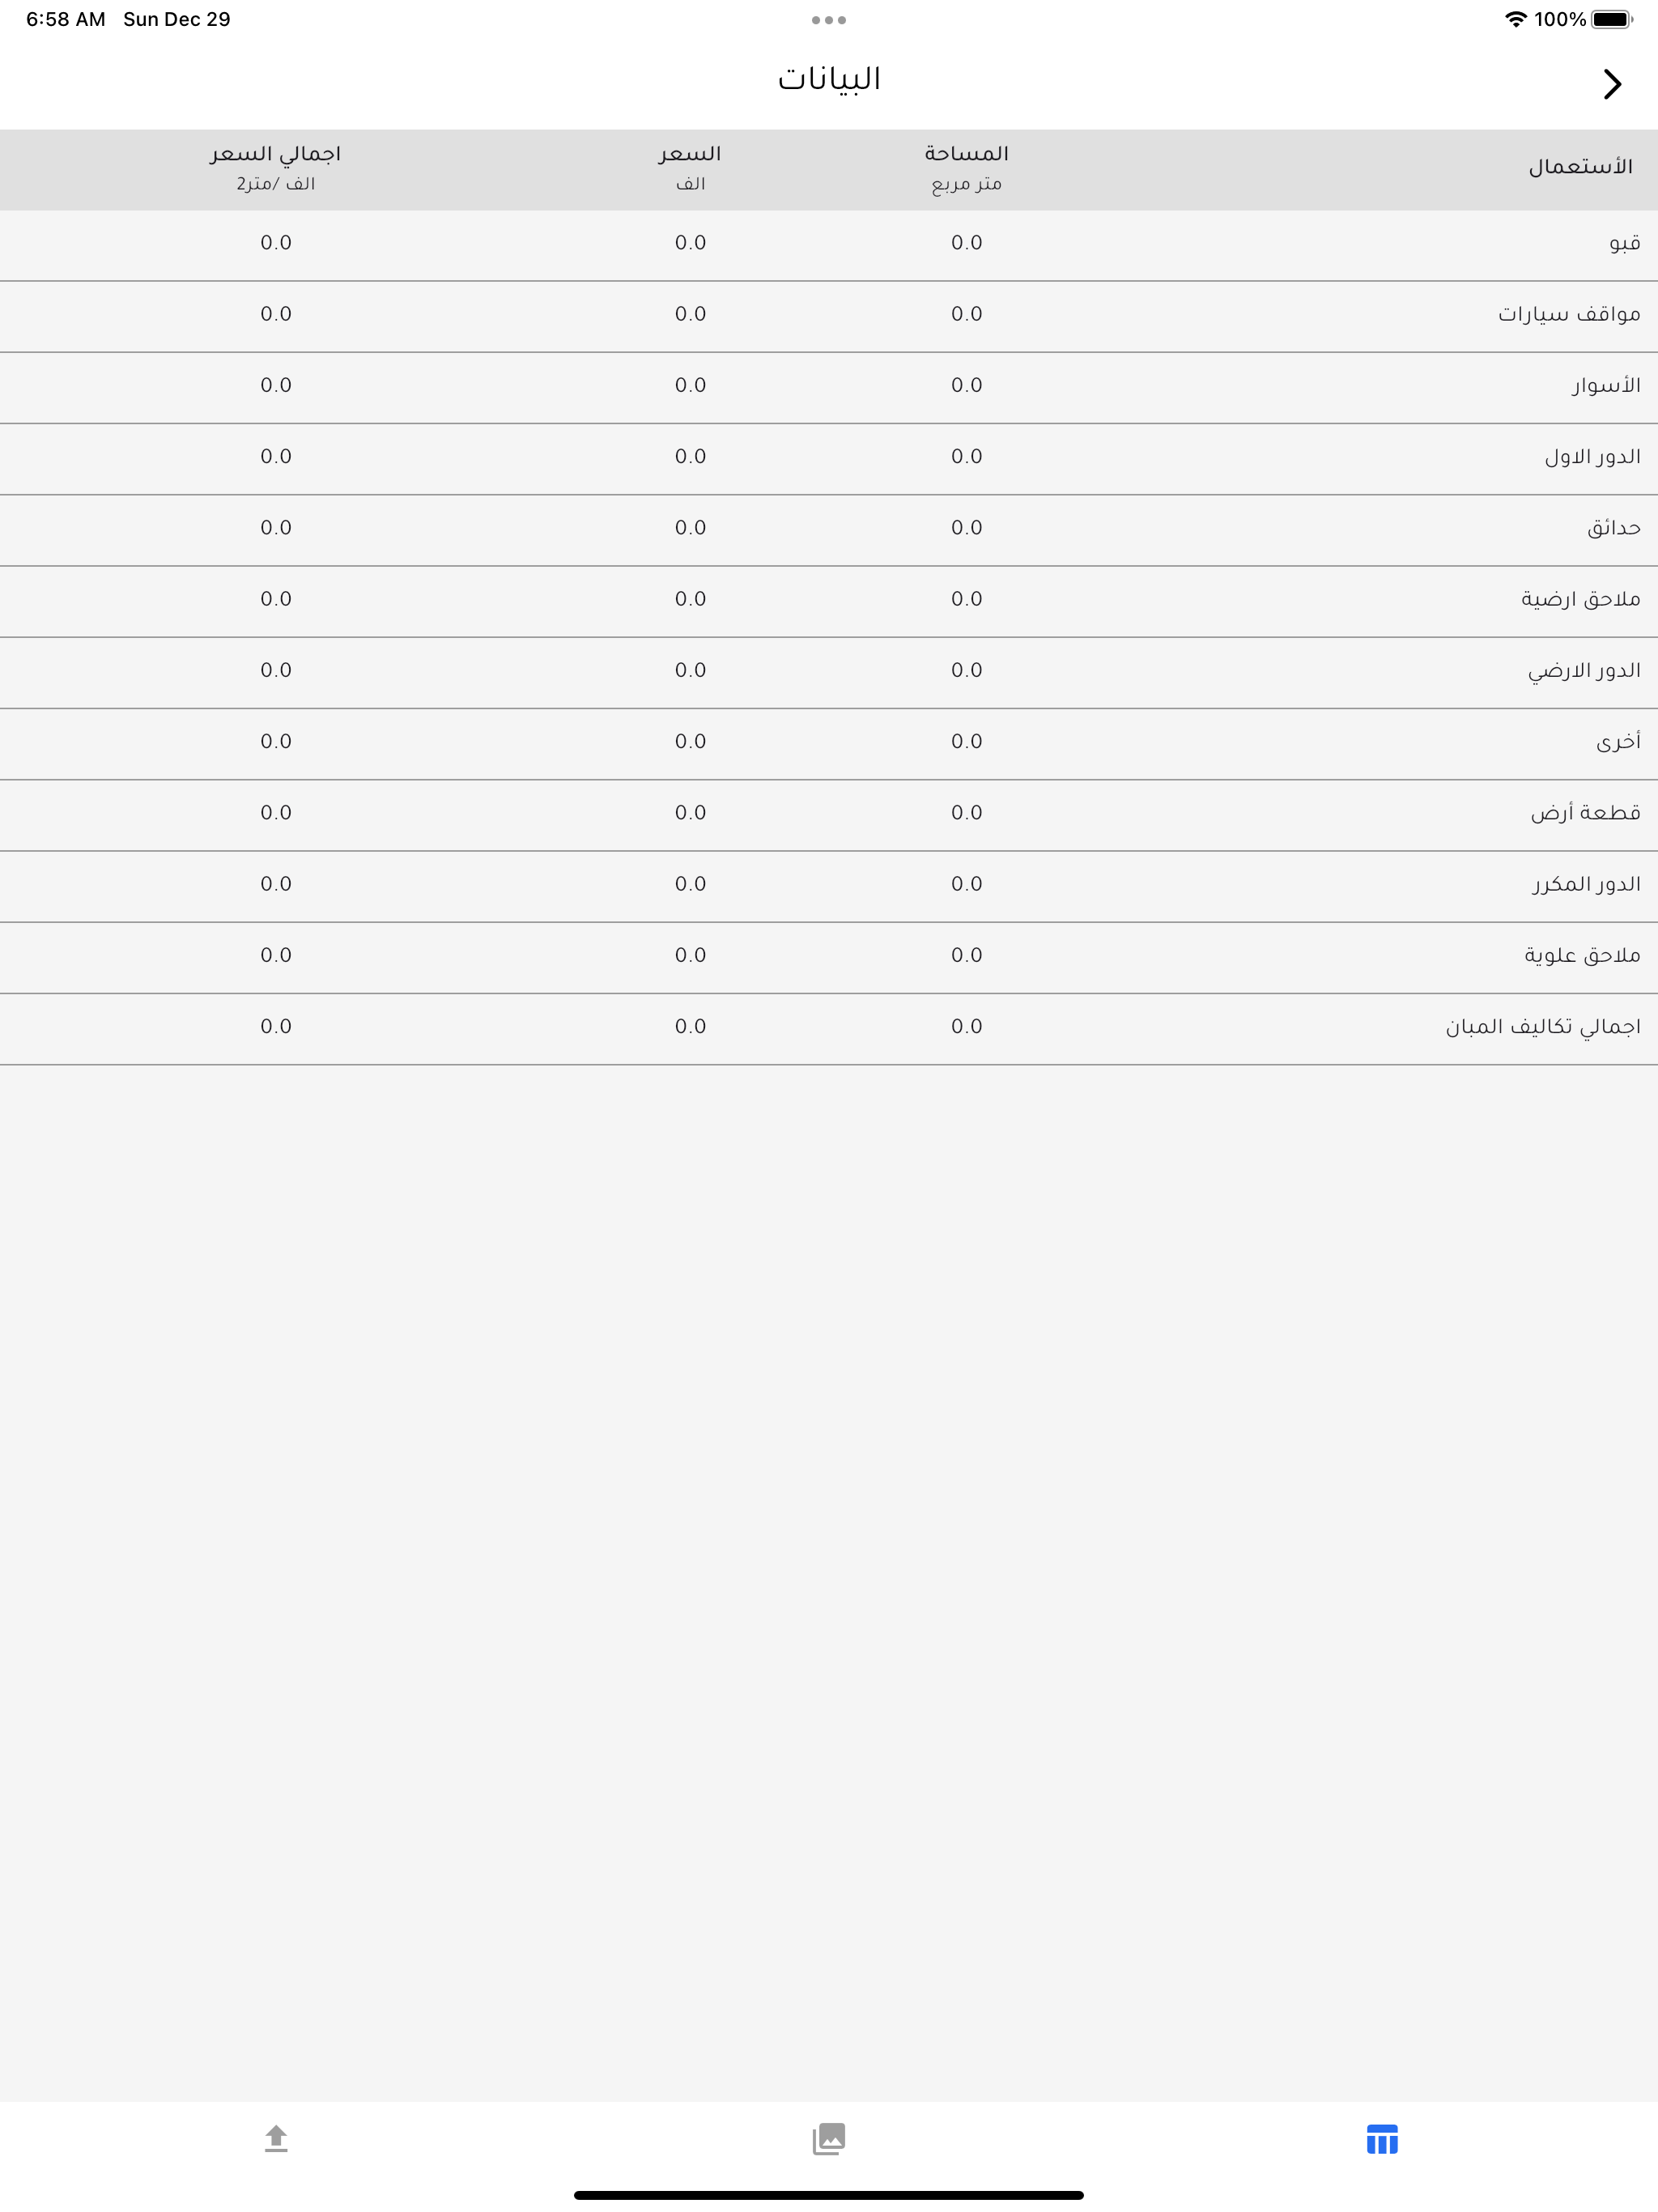 6:58 AM Sun Dec 29
100%
البيانات
الأستعمال المساحة السعر اجمالي السعر
متر مربع الف الف /متر2
قبو 0.0 0.0 0.0
مواقف سيارات 0.0 0.0 0.0
الأسوار 0.0 0.0 0.0
الدور الاول 0.0 0.0 0.0
حدائق 0.0 0.0 0.0
ملاحق ارضية 0.0 0.0 0.0
الدور الارضي 0.0 0.0 0.0
أخرى 0.0 0.0 0.0
قطعة أرض 0.0 0.0 0.0
الدور المكرر 0.0 0.0 0.0
ملاحق علوية 0.0 0.0 0.0
اجمالي تكاليف المبان 0.0 0.0 0.0